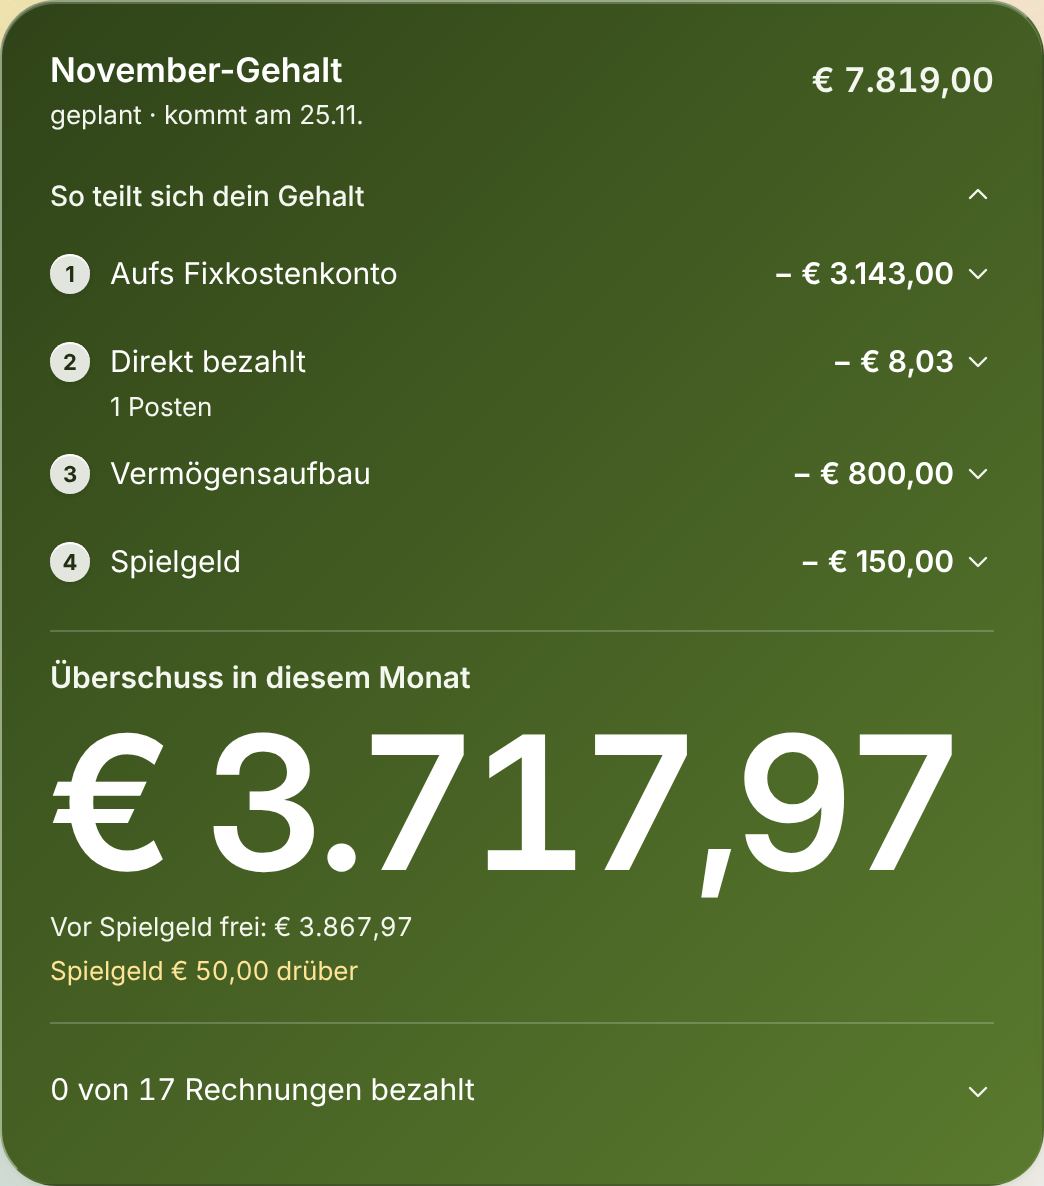 November-Gehalt
€ 7.819,00
geplant · kommt am 25.11.
So teilt sich dein Gehalt
1 Aufs Fixkostenkonto – € 3.143,00
2 Direkt bezahlt – € 8,03
1 Posten
3 Vermögensaufbau – € 800,00
4 Spielgeld – € 150,00
Überschuss in diesem Monat
€ 3.717,97
Vor Spielgeld frei: € 3.867,97
Spielgeld € 50,00 drüber
0 von 17 Rechnungen bezahlt